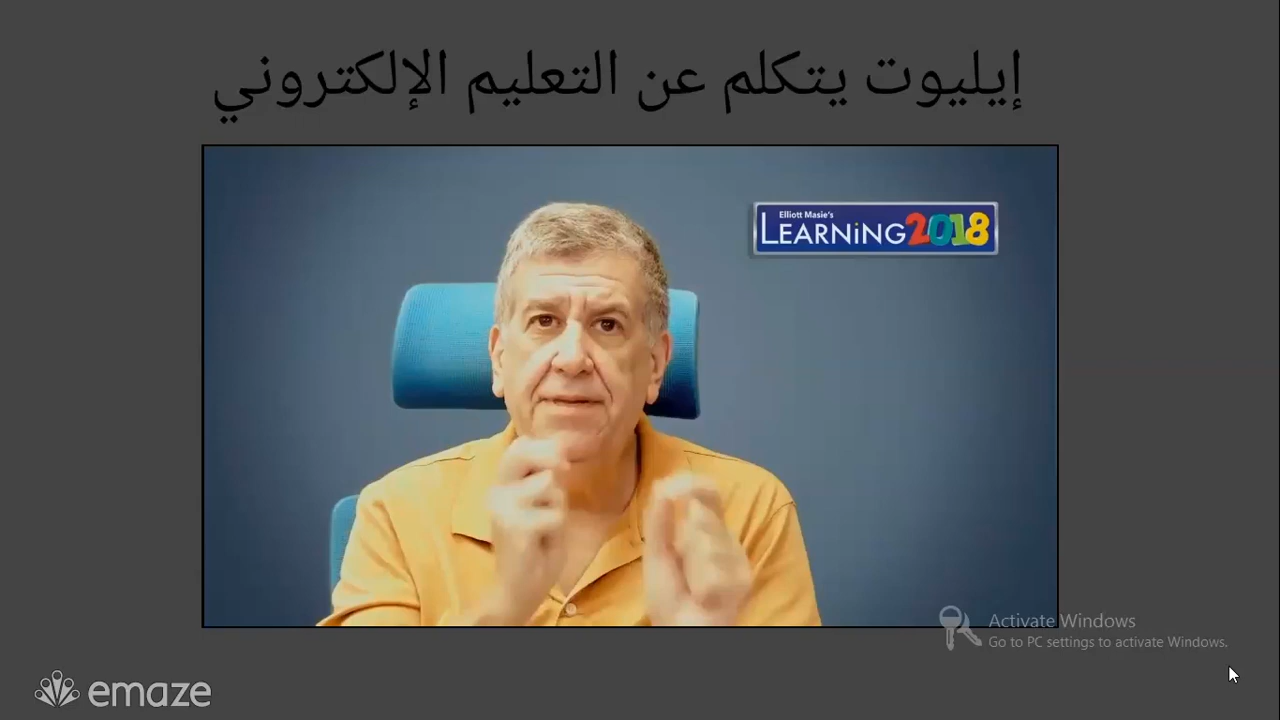 إيليوت يتكلم عن التعليم الإلكتروني
Elliott Masie's
LEARNiNG2018
Activate Windows
Go to PC settings to activate Windows.
emaze